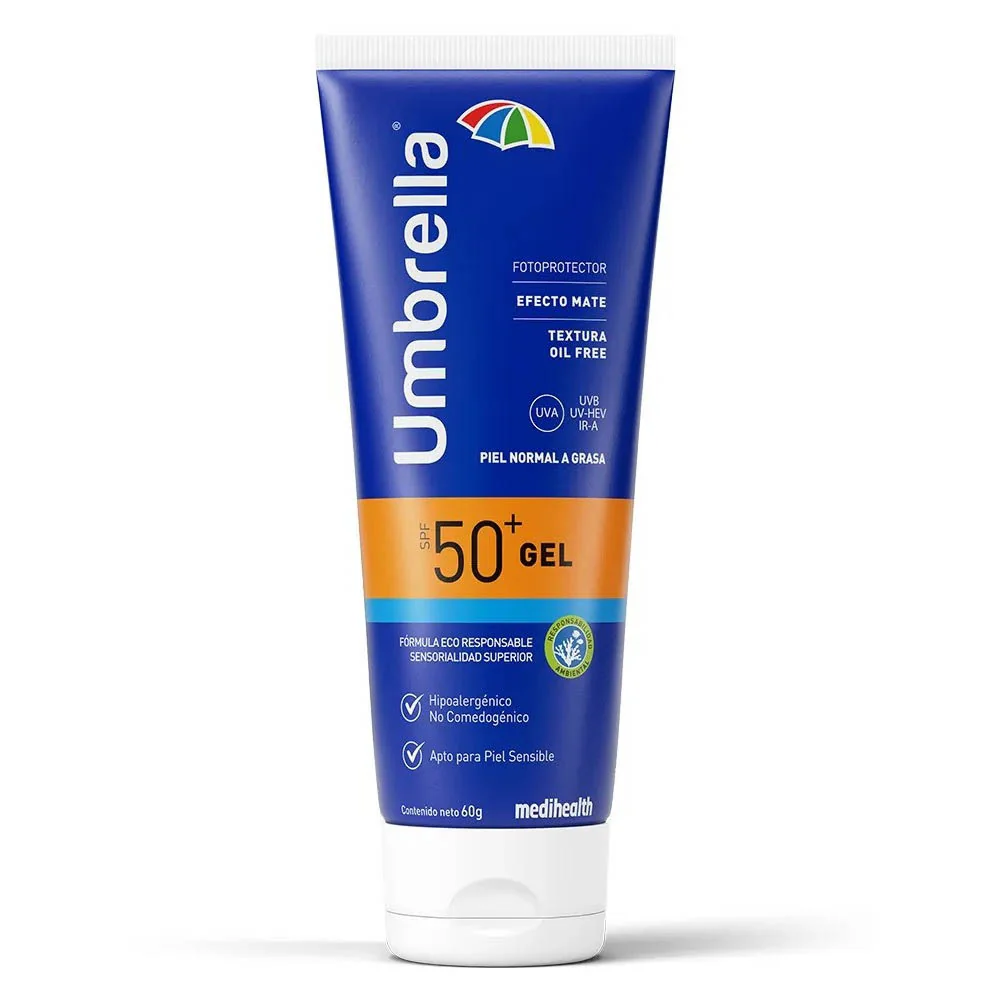 Umbrella®
FOTOPROTECTOR
EFECTO MATE
TEXTURA
OIL FREE
UVA
UVB
UV-HEV
IR-A
PIEL NORMAL A GRASA
SPF 50+ GEL
FÓRMULA ECO RESPONSABLE
SENSORIALIDAD SUPERIOR
RESPONSABILIDAD
AMBIENTAL
Hipoalergénico
No Comedogénico
Apto para Piel Sensible
Contenido neto 60g
medihealth